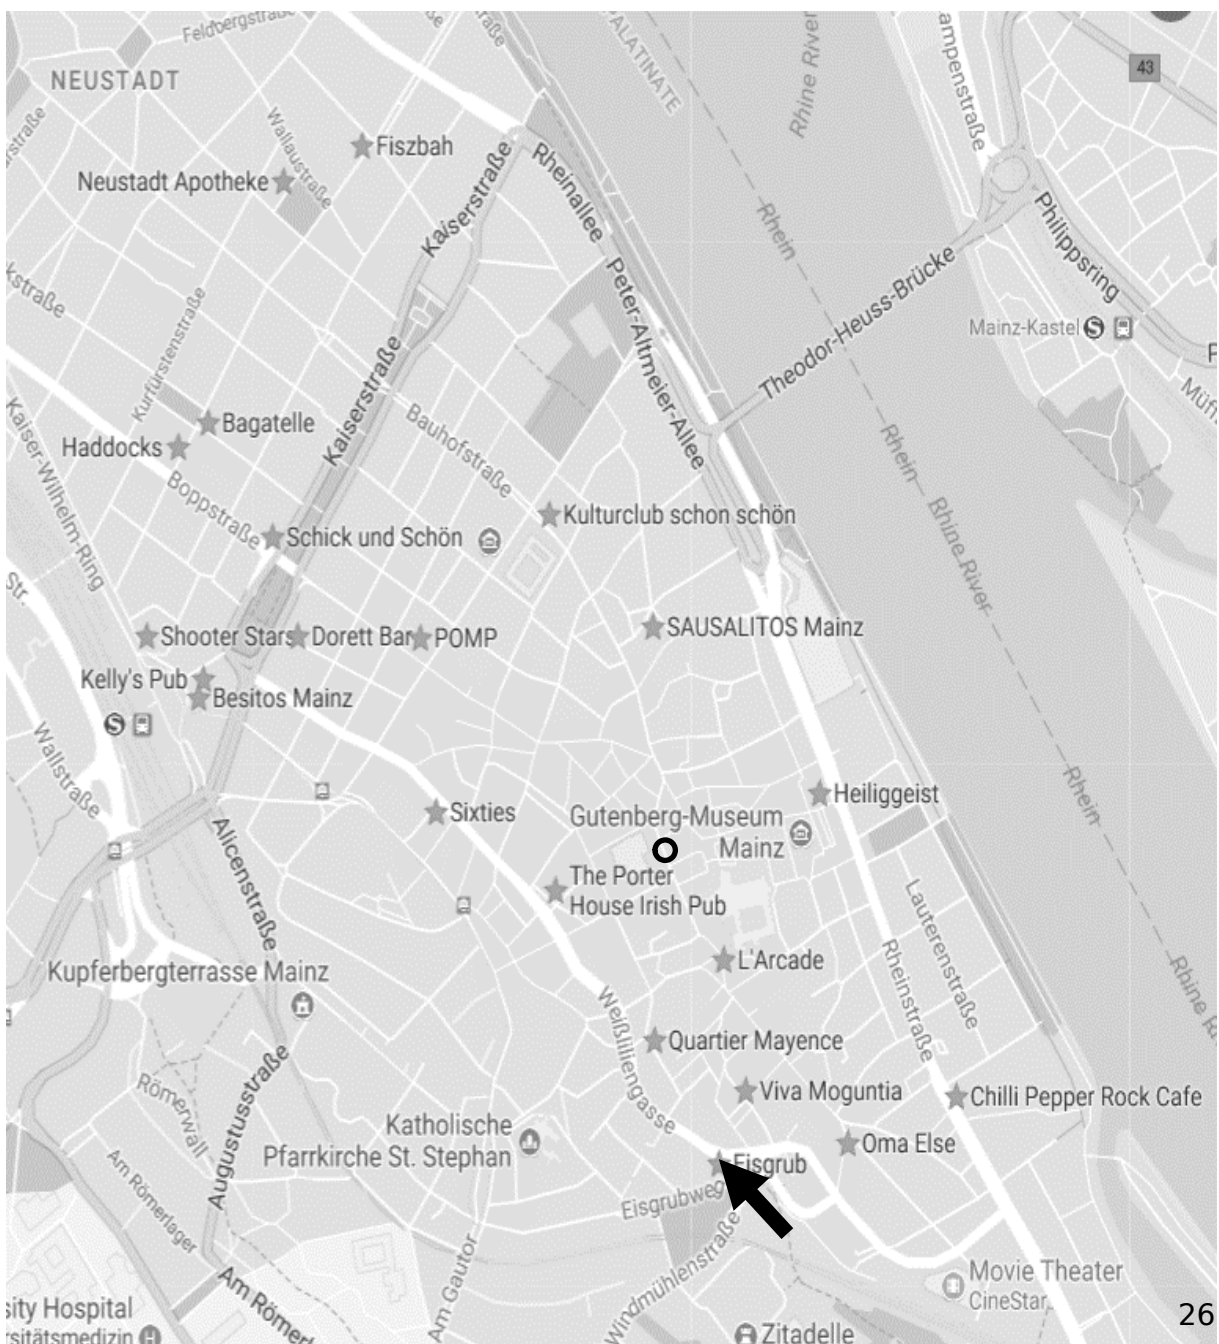 Feldbergstraße
NEUSTADT
PALATINATE
Rhine River
ampenstraße
43
Wallaustraße
Fiszbah
Neustadt Apotheke
Kaiserstraße
Rheinallee
Rhein
Philippsring
kstraße
Kurfürstenstraße
Peter-Altmeier-Allee
Theodor-Heuss-Brücke
Mainz-Kastel
Kaiserstraße
Bauhofstraße
Kaiser-Wilhelm-Ring
Bagatelle
Haddocks
Boppstraße
Rhein
Rhine River
Kulturclub schon schön
Schick und Schön
Str.
SAUSALITOS Mainz
Shooter Stars
Dorett Bar
POMP
Kelly's Pub
Besitos Mainz
Wallstraße
Rhein
Sixties
Heiliggeist
Gutenberg-Museum
Mainz
Alicenstraße
The Porter
House Irish Pub
Lauterenstraße
L'Arcade
Rheinstraße
Kupferbergterrasse Mainz
Weißliliengasse
Quartier Mayence
Römerwall
Augustusstraße
Viva Moguntia
Chilli Pepper Rock Cafe
Katholische
Pfarrkirche St. Stephan
Oma Else
Eisgrub
Am Römerlager
Eisgrubweg
Windmühlenstraße
Am Gautor
Movie Theater
CineStar
sity Hospital
rsitätsmedizin
Zitadelle
26